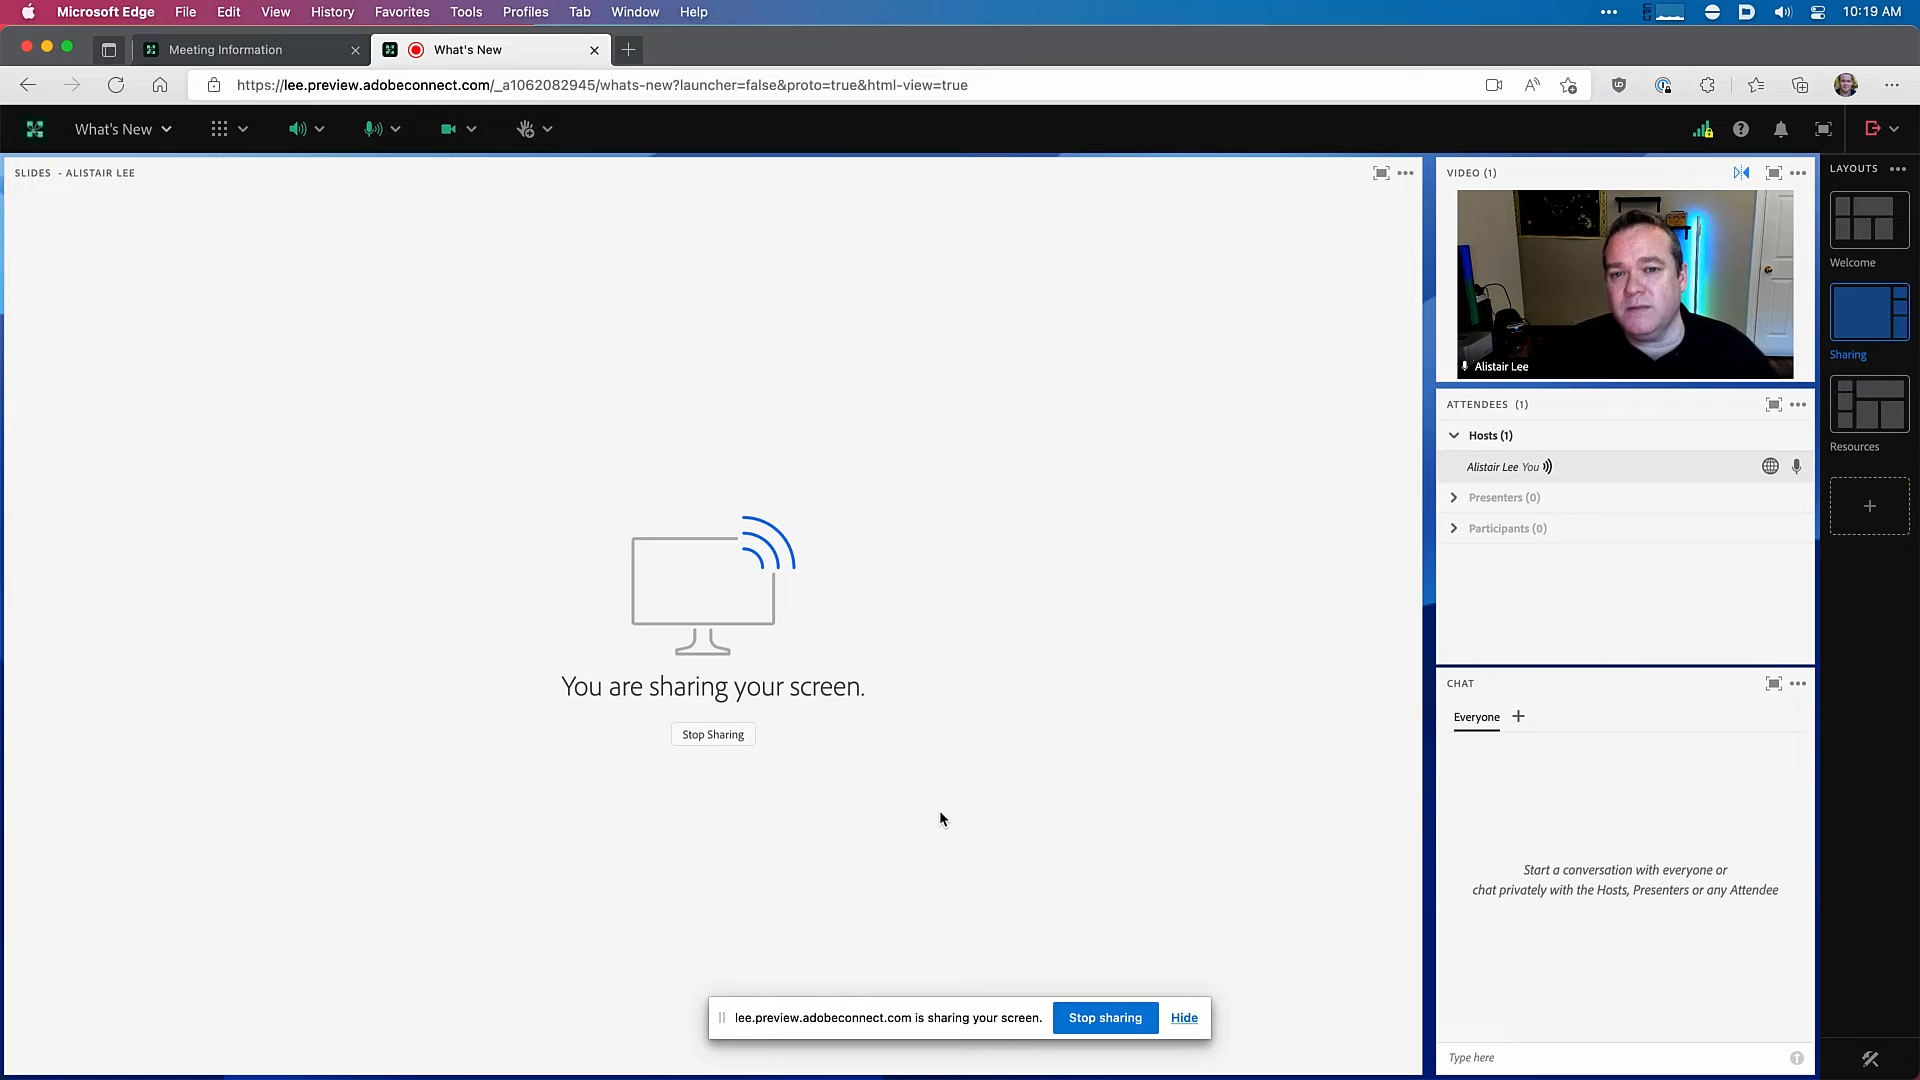 Microsoft Edge File Edit View History Favorites Tools Profiles Tab Window Help 10:19 AM
Meeting Information What's New
https://lee.preview.adobeconnect.com/_a1062082945/whats-new?launcher=false&proto=true&html-view=true
What's New
SLIDES - ALISTAIR LEE
You are sharing your screen.
Stop Sharing
lee.preview.adobeconnect.com is sharing your screen. Stop sharing Hide
VIDEO (1)
Alistair Lee
ATTENDEES (1)
Hosts (1)
Alistair Lee You
Presenters (0)
Participants (0)
CHAT
Everyone
Start a conversation with everyone or
chat privately with the Hosts, Presenters or any Attendee
Type here
LAYOUTS
Welcome
Sharing
Resources